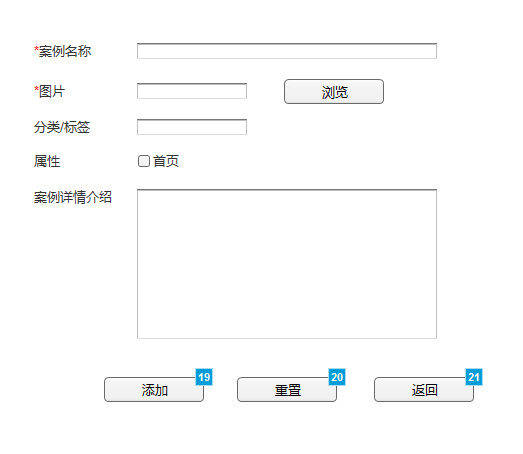 *案例名称
*图片 浏览
分类/标签
属性 首页
案例详情介绍
19 20 21
添加 重置 返回